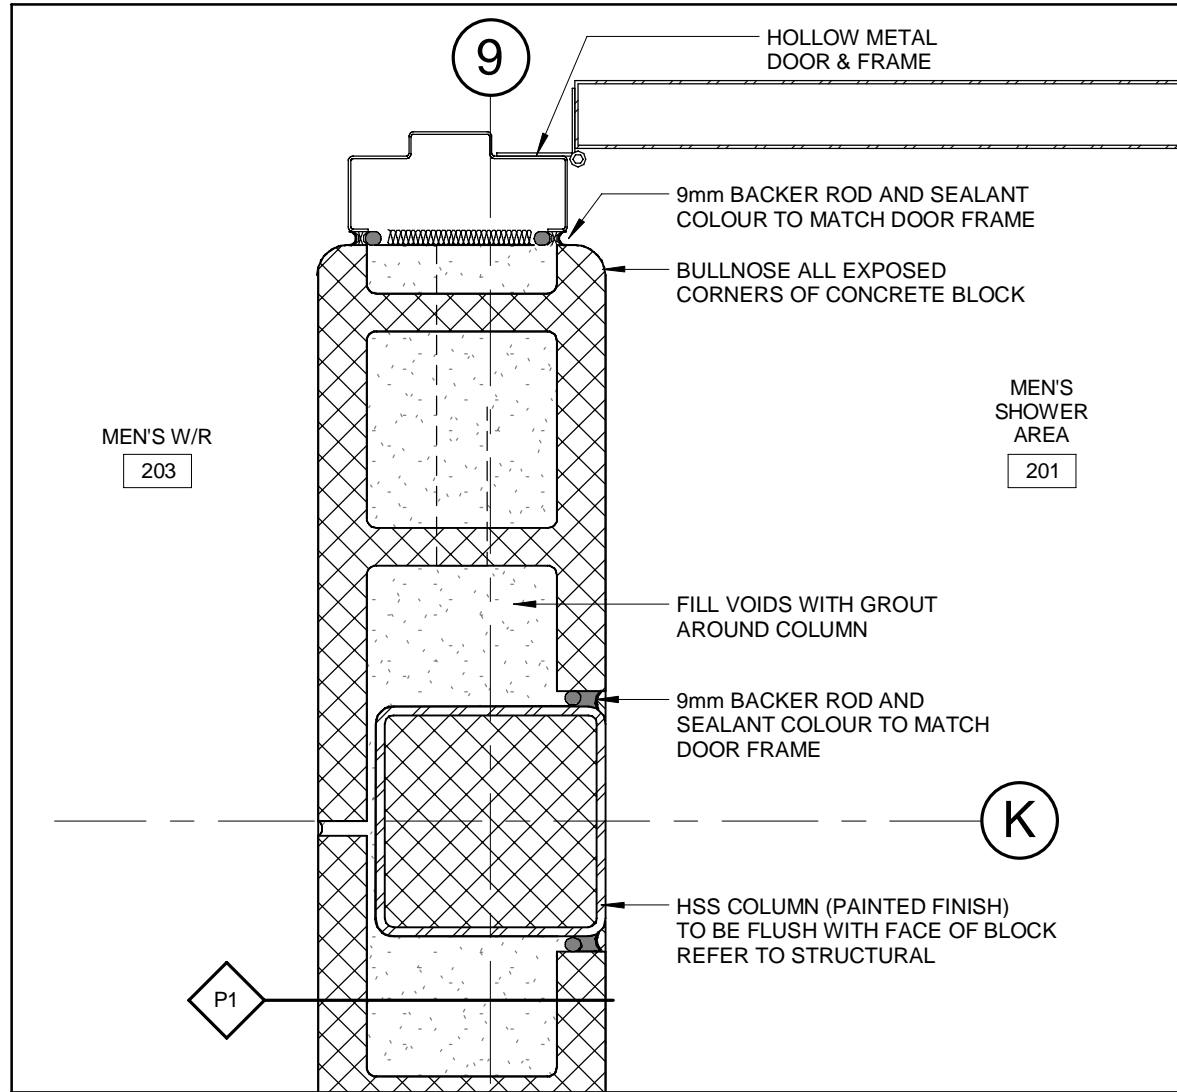 9
HOLLOW METAL
DOOR & FRAME
9mm BACKER ROD AND SEALANT
COLOUR TO MATCH DOOR FRAME
BULLNOSE ALL EXPOSED
CORNERS OF CONCRETE BLOCK
MEN'S W/R
203
MEN'S
SHOWER
AREA
201
FILL VOIDS WITH GROUT
AROUND COLUMN
9mm BACKER ROD AND
SEALANT COLOUR TO MATCH
DOOR FRAME
K
HSS COLUMN (PAINTED FINISH)
TO BE FLUSH WITH FACE OF BLOCK
REFER TO STRUCTURAL
P1